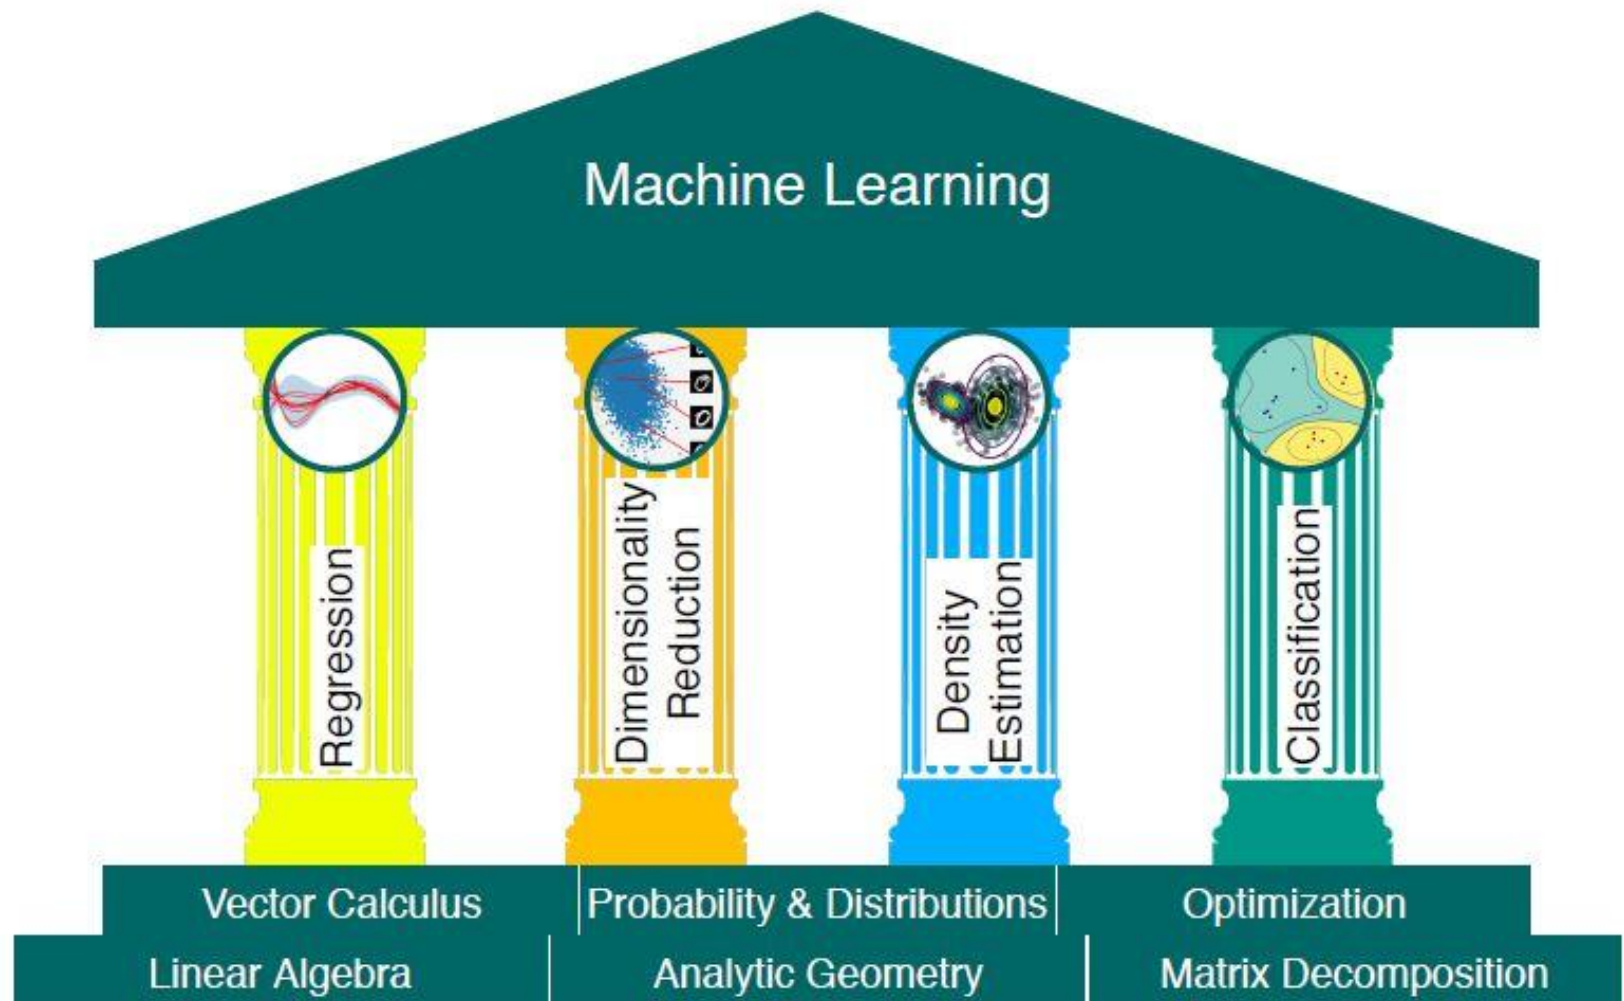 Machine Learning
Regression
Dimensionality
Reduction
Density
Estimation
Classification
Vector Calculus
Probability & Distributions
Optimization
Linear Algebra
Analytic Geometry
Matrix Decomposition